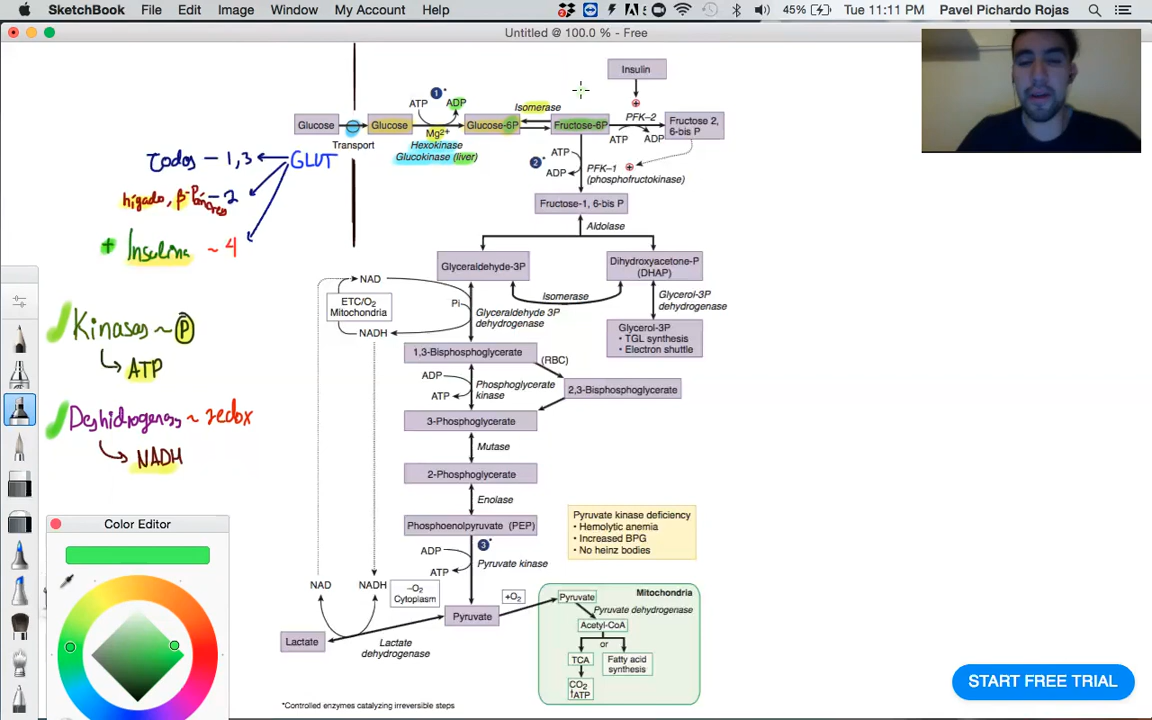 SketchBook File Edit Image Window My Account Help 45% Tue 11:11 PM Pavel Pichardo Rojas
Untitled @ 100.0 % - Free
Insulin
1*
ATP ADP
Isomerase
PFK-2
Glucose Glucose Glucose-6P Fructose-6P Fructose 2,
6-bis P
Mg2+
ATP ADP
Transport
Hexokinase
Glucokinase (liver)
Todos - 1,3 GLUT
hígado, β-Páncreas - 2
+ Insulina ~ 4
2*
ATP
ADP
PFK-1
(phosphofructokinase)
Fructose-1, 6-bis P
Aldolase
Glyceraldehyde-3P
Dihydroxyacetone-P
(DHAP)
Isomerase
Glycerol-3P
dehydrogenase
Glycerol-3P
• TGL synthesis
• Electron shuttle
NAD
ETC/O2
Mitochondria
NADH
Pi
Glyceraldehyde 3P
dehydrogenase
Kinasas ~ P
ATP
1,3-Bisphosphoglycerate
(RBC)
2,3-Bisphosphoglycerate
ADP
ATP
Phosphoglycerate
kinase
Deshidrogenasas ~ redox
NADH
3-Phosphoglycerate
Mutase
2-Phosphoglycerate
Enolase
Phosphoenolpyruvate (PEP)
ADP
ATP
3*
Pyruvate kinase
Pyruvate kinase deficiency
• Hemolytic anemia
• Increased BPG
• No heinz bodies
Color Editor
NAD NADH
−O2
Cytoplasm
+O2
Pyruvate
Lactate
Lactate
dehydrogenase
Mitochondria
Pyruvate
Pyruvate dehydrogenase
Acetyl-CoA
or
TCA
Fatty acid
synthesis
CO2
↑ATP
*Controlled enzymes catalyzing irreversible steps
START FREE TRIAL